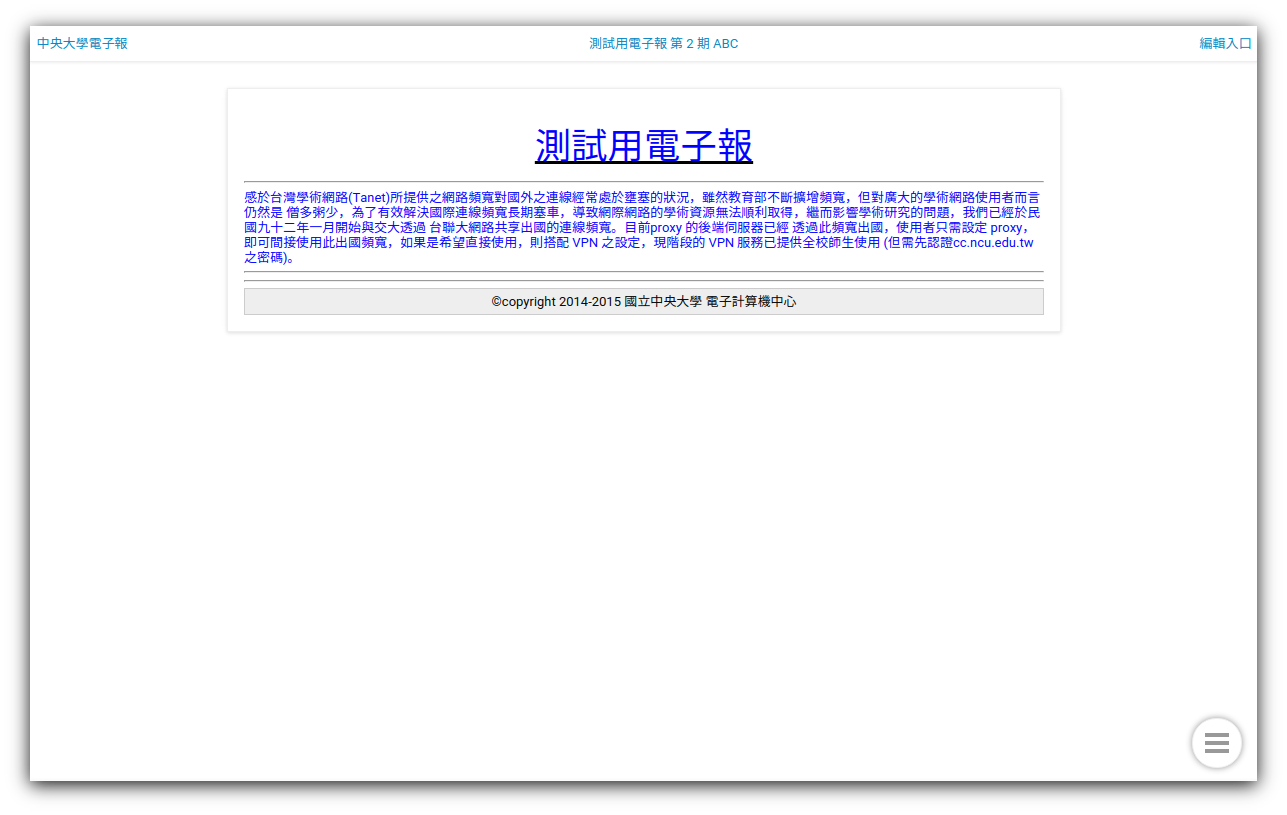 中央大學電子報
測試用電子報 第 2 期 ABC
編輯入口
測試用電子報
感於台灣學術網路(Tanet)所提供之網路頻寬對國外之連線經常處於壅塞的狀況，雖然教育部不斷擴增頻寬，但對廣大的學術網路使用者而言
仍然是 僧多粥少，為了有效解決國際連線頻寬長期塞車，導致網際網路的學術資源無法順利取得，繼而影響學術研究的問題，我們已經於民
國九十二年一月開始與交大透過 台聯大網路共享出國的連線頻寬。目前proxy 的後端伺服器已經 透過此頻寬出國，使用者只需設定 proxy，
即可間接使用此出國頻寬，如果是希望直接使用，則搭配 VPN 之設定，現階段的 VPN 服務已提供全校師生使用 (但需先認證cc.ncu.edu.tw
之密碼)。
©copyright 2014-2015 國立中央大學 電子計算機中心